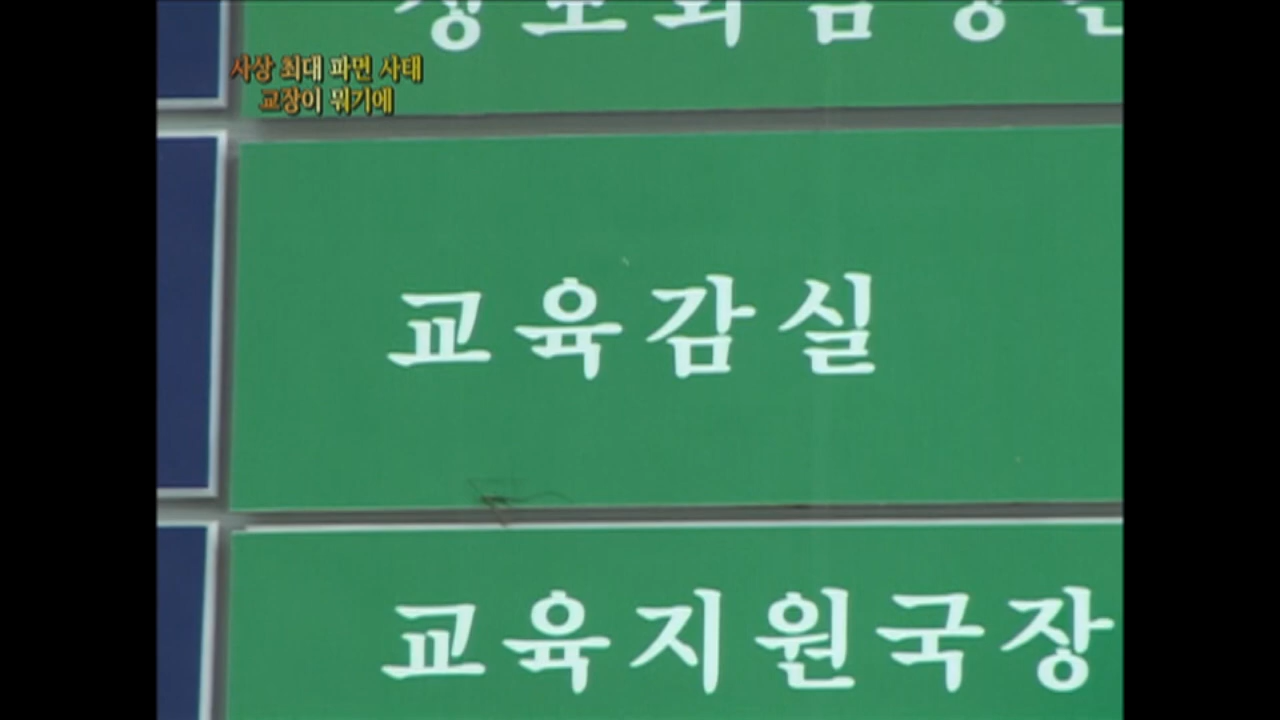 사상 최대 파면 사태
교장이 뭐기에
교육감실
교육지원국장